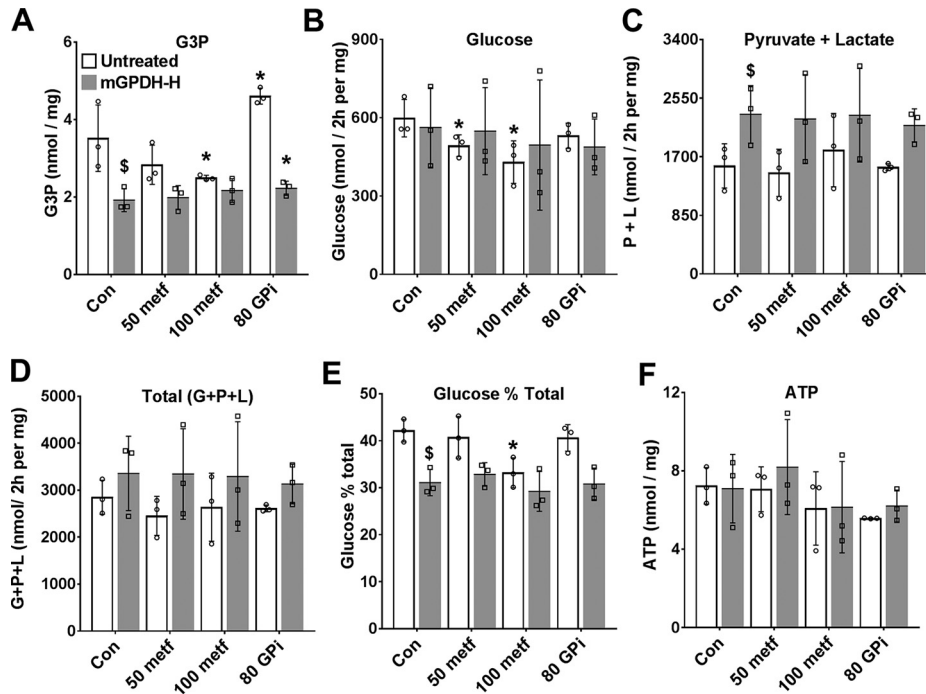 A
G3P
G3P (nmol / mg)
6
4
2
0
Untreated
mGPDH-H
$
*
*
*
Con
50 metf
100 metf
80 GPi
B
Glucose
Glucose (nmol / 2h per mg)
900
600
300
0
*
*
Con
50 metf
100 metf
80 GPi
C
Pyruvate + Lactate
P + L (nmol / 2h per mg)
3400
2550
1700
850
0
$
Con
50 metf
100 metf
80 GPi
D
Total (G+P+L)
G+P+L (nmol/ 2h per mg)
5000
4000
3000
2000
1000
0
Con
50 metf
100 metf
80 GPi
E
Glucose % Total
Glucose % total
50
40
30
20
10
0
$
*
Con
50 metf
100 metf
80 GPi
F
ATP
ATP (nmol / mg)
12
8
4
0
Con
50 metf
100 metf
80 GPi